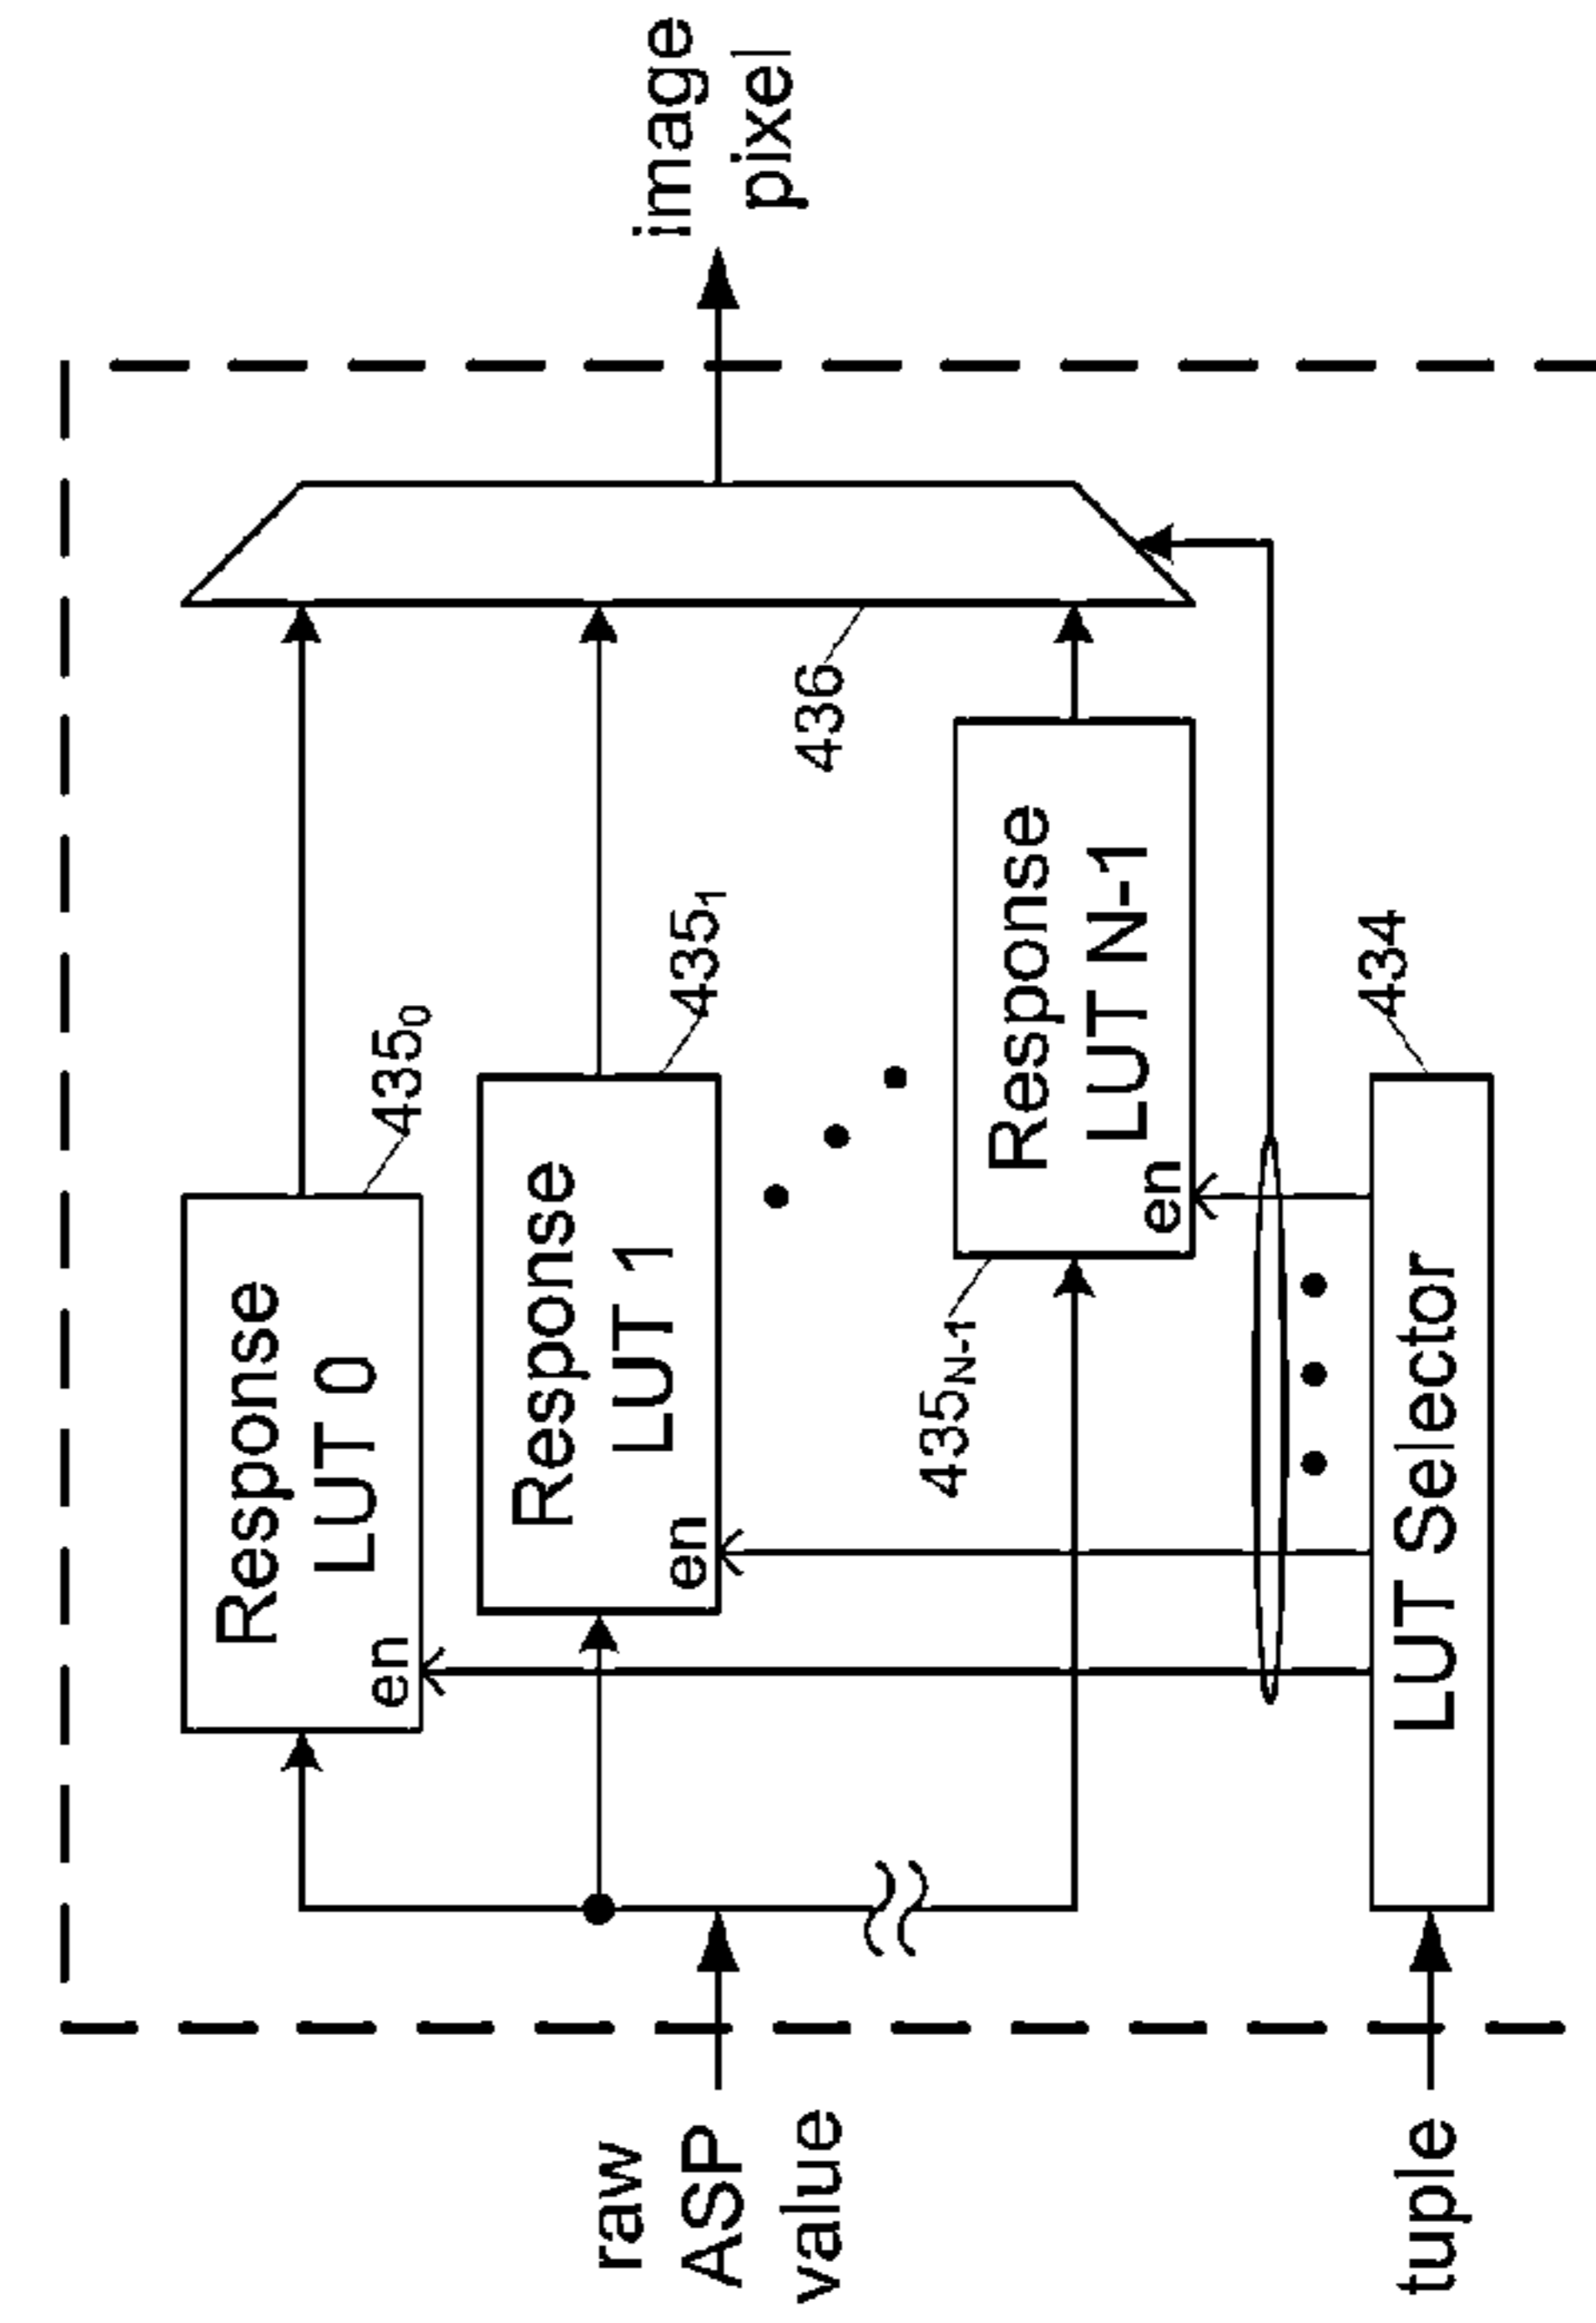 image
pixel
Response
LUT 0
en
435₀
Response
LUT 1
en
435₁
436
Response
LUT N-1
en
435N-1
raw
ASP
value
434
LUT Selector
tuple